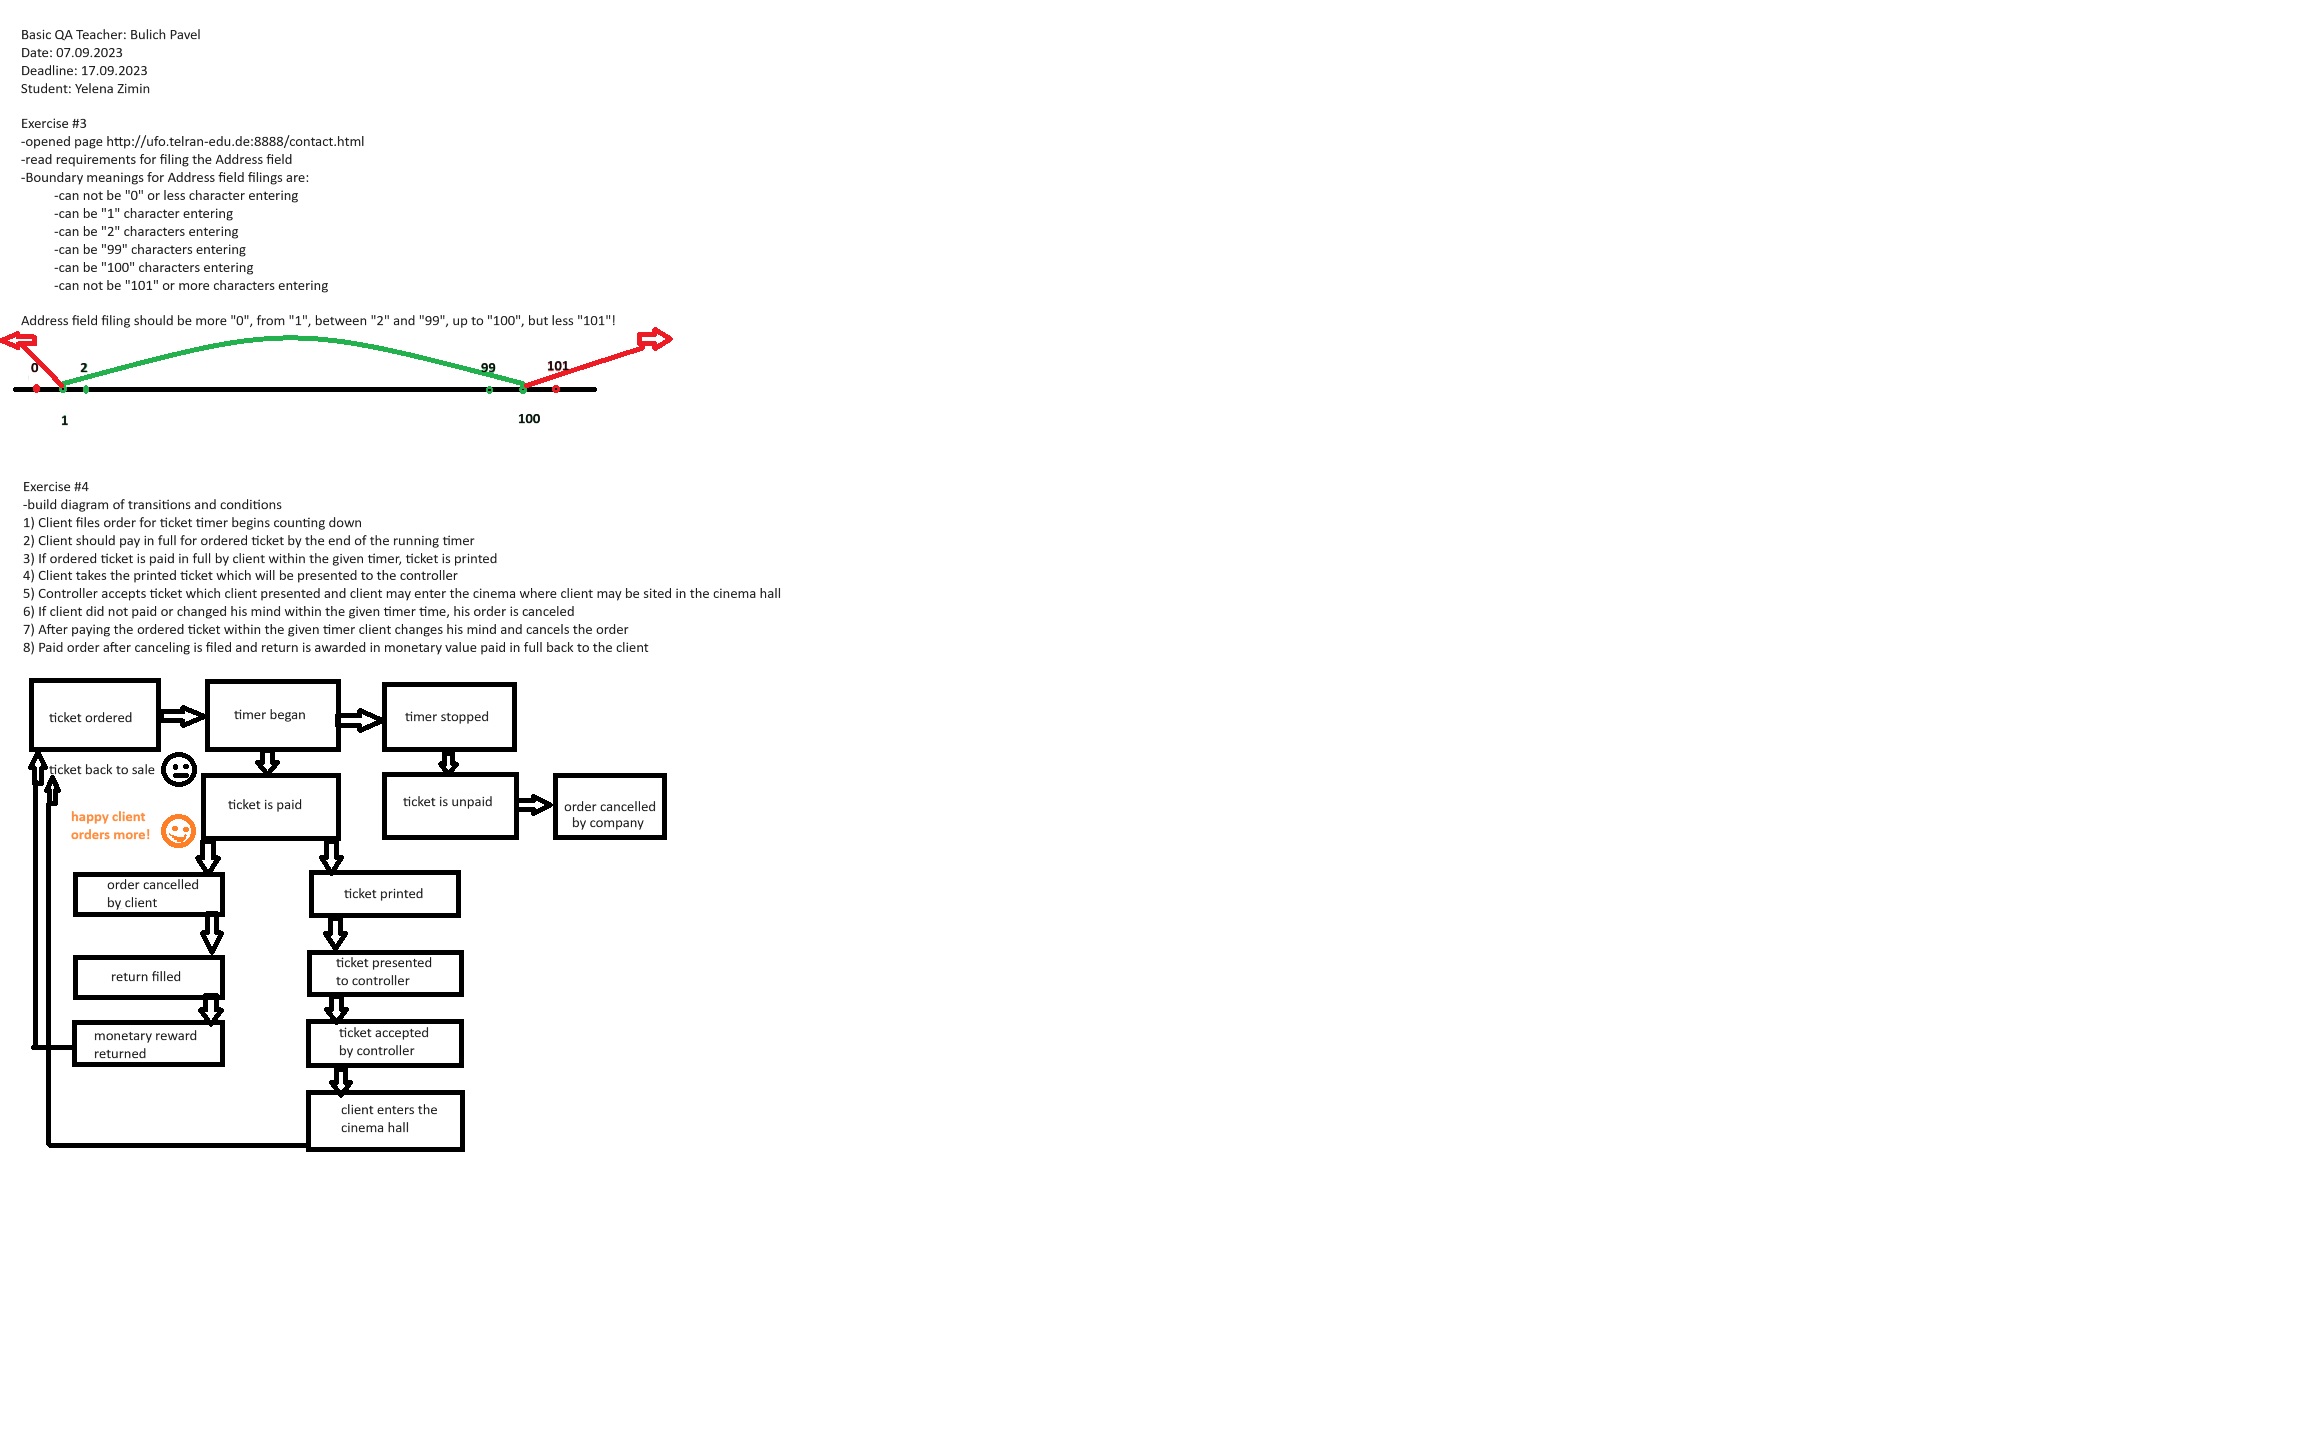 Basic QA Teacher: Bulich Pavel
Date: 07.09.2023
Deadline: 17.09.2023
Student: Yelena Zimin
Exercise #3
-opened page http://ufo.telran-edu.de:8888/contact.html
-read requirements for filing the Address field
-Boundary meanings for Address field filings are:
-can not be "0" or less character entering
-can be "1" character entering
-can be "2" characters entering
-can be "99" characters entering
-can be "100" characters entering
-can not be "101" or more characters entering
Address field filing should be more "0", from "1", between "2" and "99", up to "100", but less "101"!
0 2 99 101
1 100
Exercise #4
-build diagram of transitions and conditions
1) Client files order for ticket timer begins counting down
2) Client should pay in full for ordered ticket by the end of the running timer
3) If ordered ticket is paid in full by client within the given timer, ticket is printed
4) Client takes the printed ticket which will be presented to the controller
5) Controller accepts ticket which client presented and client may enter the cinema where client may be sited in the cinema hall
6) If client did not paid or changed his mind within the given timer time, his order is canceled
7) After paying the ordered ticket within the given timer client changes his mind and cancels the order
8) Paid order after canceling is filed and return is awarded in monetary value paid in full back to the client
ticket ordered
timer began
timer stopped
ticket back to sale
ticket is paid
ticket is unpaid
order cancelled
by company
happy client
orders more!
order cancelled
by client
ticket printed
return filled
ticket presented
to controller
monetary reward
returned
ticket accepted
by controller
client enters the
cinema hall